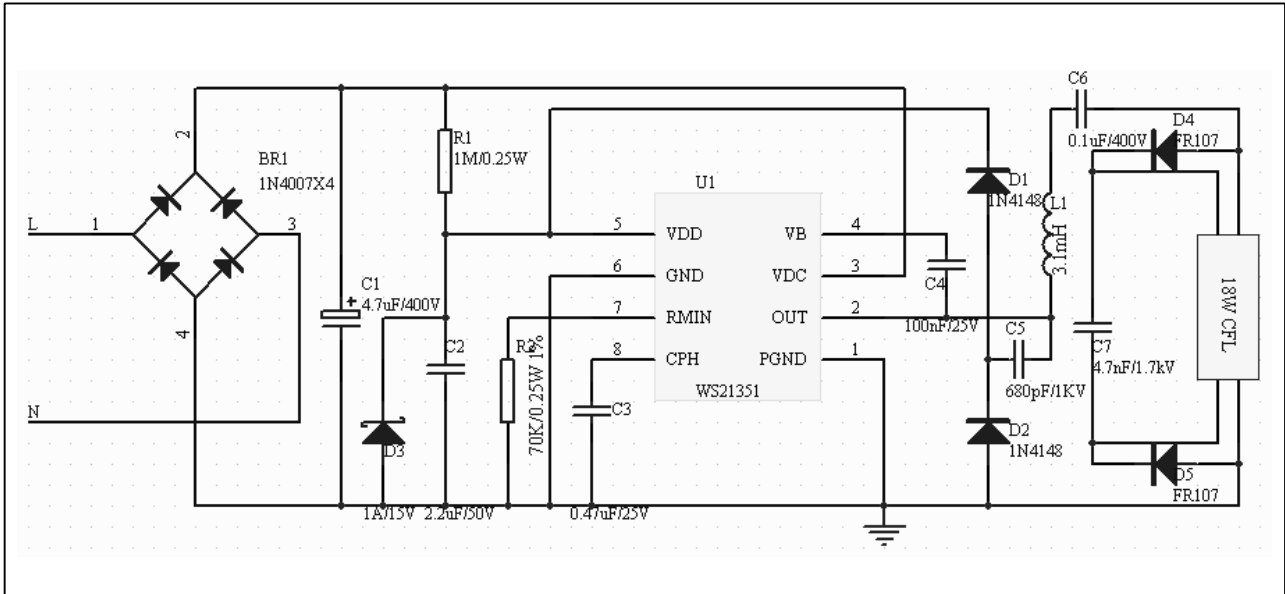 C6
0.1uF/400V
D4
FR107
2
BR1
1N4007X4
R1
1M/0.25W
U1
D1
1N4148
L1
3.1mH
L
1
3
5
VDD
VB
4
6
GND
VDC
3
C4
100nF/25V
C1
+
4.7uF/400V
7
RMIN
OUT
2
18W CFL
4
R2
70K/0.25W 1%
C2
8
CPH
PGND
1
C5
680pF/1KV
C7
4.7nF/1.7kV
WS21351
N
C3
D3
D2
1N4148
D5
FR107
1A/15V
2.2uF/50V
0.47uF/25V